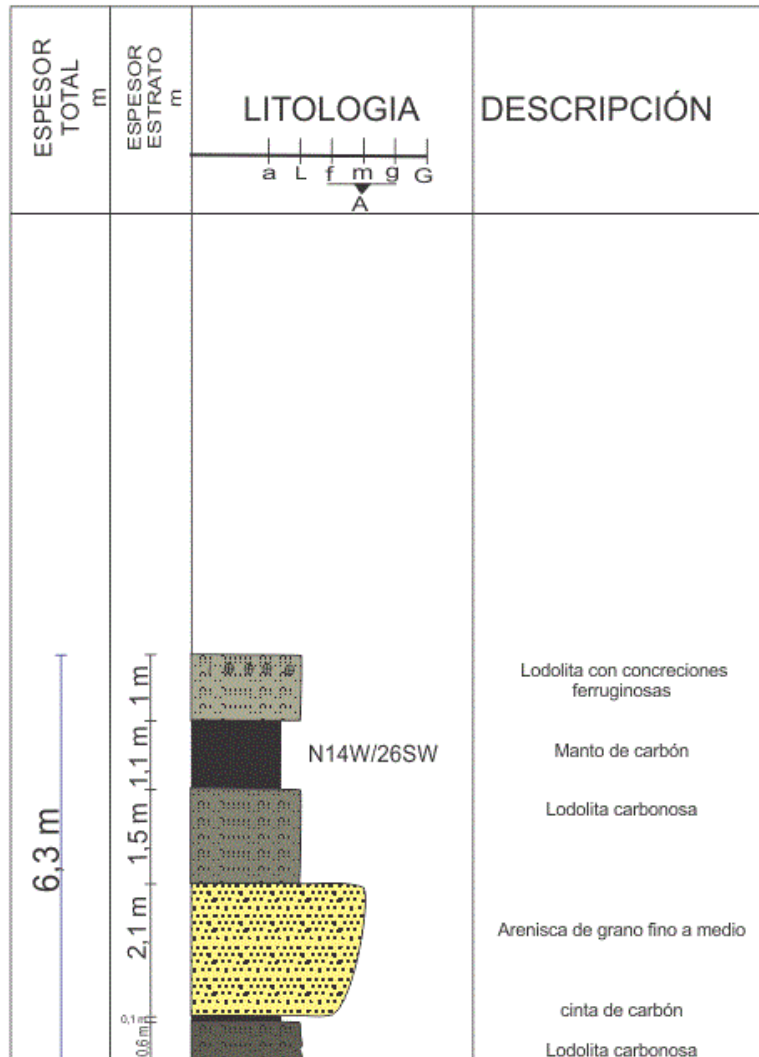 ESPESOR
TOTAL
m
ESPESOR
ESTRATO
m
LITOLOGIA
a L f m g G
A
DESCRIPCIÓN
1 m
Lodolita con concreciones
ferruginosas
1,1 m
N14W/26SW
Manto de carbón
1,5 m
Lodolita carbonosa
6,3 m
2,1 m
Arenisca de grano fino a medio
0,1 m
cinta de carbón
0,6 m
Lodolita carbonosa